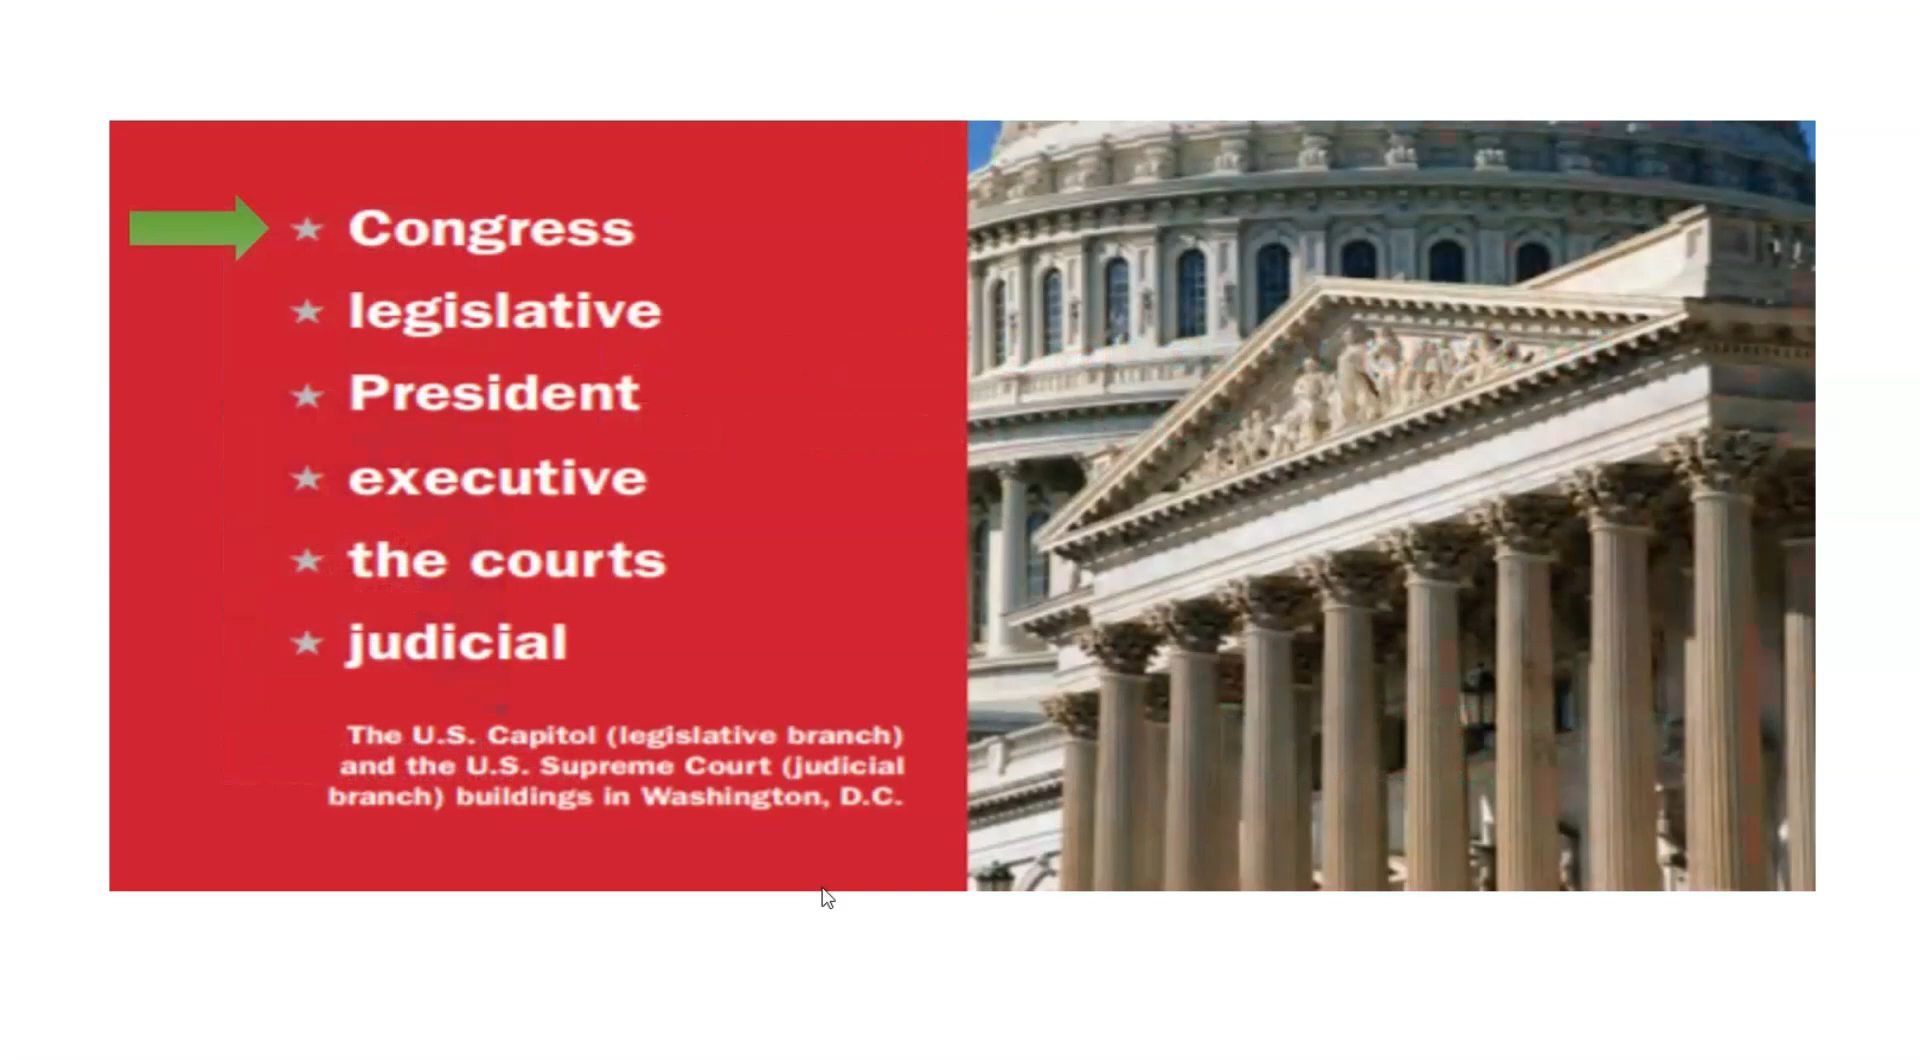 Congress
legislative
President
executive
the courts
judicial
The U.S. Capitol (legislative branch)
and the U.S. Supreme Court (judicial
branch) buildings in Washington, D.C.